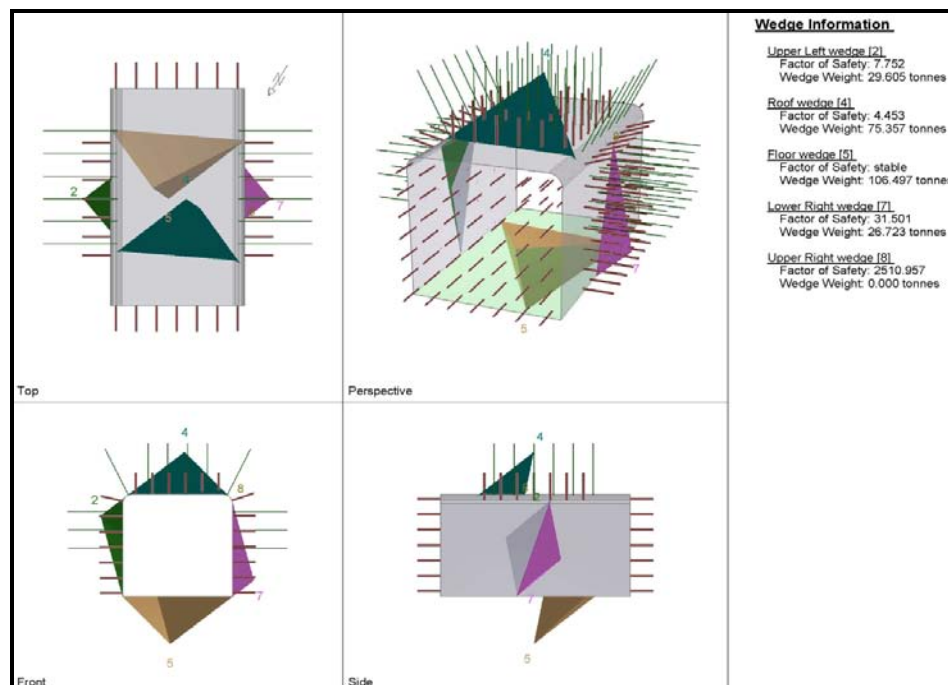 4
2
7
5
Top
4
5
7
Perspective
Wedge Information
Upper Left wedge [2]
Factor of Safety: 7.752
Wedge Weight: 29.605 tonnes
Roof wedge [4]
Factor of Safety: 4.453
Wedge Weight: 75.357 tonnes
Floor wedge [5]
Factor of Safety: stable
Wedge Weight: 106.497 tonne
Lower Right wedge [7]
Factor of Safety: 31.501
Wedge Weight: 26.723 tonnes
Upper Right wedge [8]
Factor of Safety: 2510.957
Wedge Weight: 0.000 tonnes
4
2
8
7
5
Front
4
2
7
5
Side